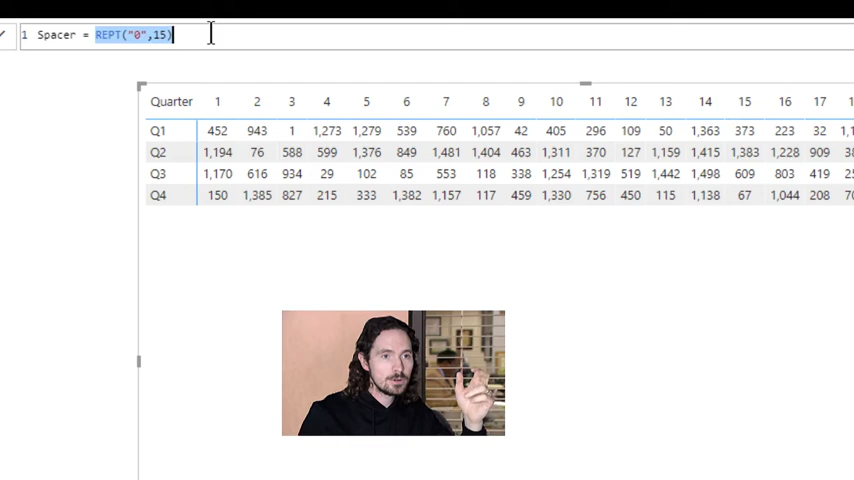 1 Spacer = REPT("0",15)
Quarter 1 2 3 4 5 6 7 8 9 10 11 12 13 14 15 16 17
Q1 452 943 1 1,273 1,279 539 760 1,057 42 405 296 109 50 1,363 373 223 32
Q2 1,194 76 588 599 1,376 849 1,481 1,404 463 1,311 370 127 1,159 1,415 1,383 1,228 909
Q3 1,170 616 934 29 102 85 553 118 338 1,254 1,319 519 1,442 1,498 609 803 419
Q4 150 1,385 827 215 333 1,382 1,157 117 459 1,330 756 450 115 1,138 67 1,044 208